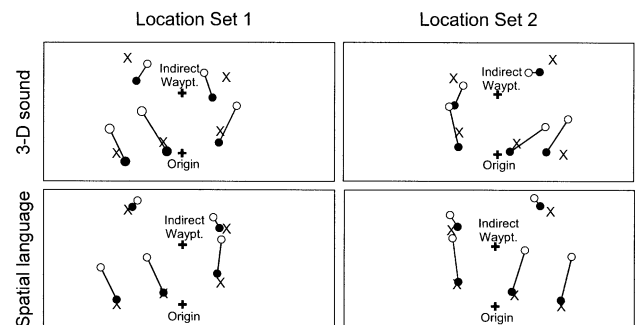 Location Set 1
Location Set 2
3-D sound
X
X
Indirect
Waypt.
X
X
X
Origin
X
X
Indirect
Waypt.
X
X
X
Origin
Spatial language
X
X
Indirect
Waypt.
X
X
X
Origin
X
X
Indirect
Waypt.
X
X
X
Origin